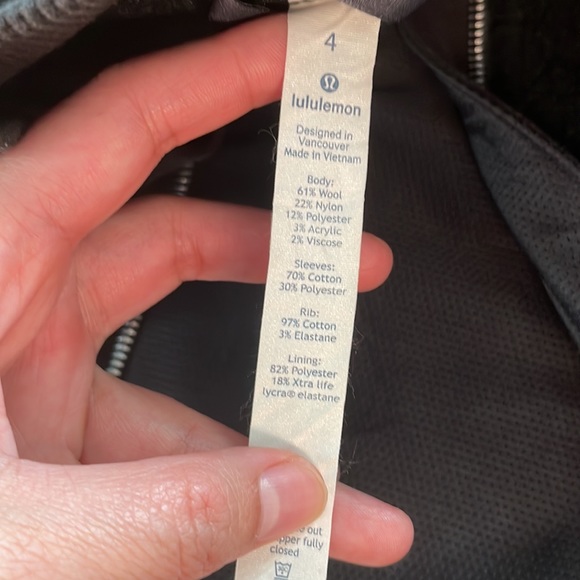 4
lululemon
Designed in
Vancouver
Made in Vietnam
Body:
61% Wool
22% Nylon
12% Polyester
3% Acrylic
2% Viscose
Sleeves:
70% Cotton
30% Polyester
Rib:
97% Cotton
3% Elastane
Lining:
82% Polyester
18% Xtra life
lycra® elastane
out
fully
closed